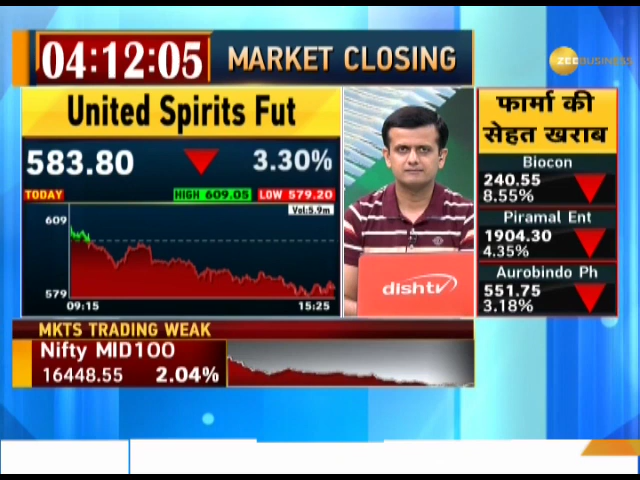 04:12:05
MARKET CLOSING
ZEE BUSINESS
United Spirits Fut
583.80 3.30%
TODAY HIGH 609.05 LOW 579.20
Vol:5.9m
609
579
09:15 15:25
dishtv
फार्मा की
सेहत खराब
Biocon
240.55
8.55%
Piramal Ent
1904.30
4.35%
Aurobindo Ph
551.75
3.18%
MKTS TRADING WEAK
Nifty MID100
16448.55 2.04%